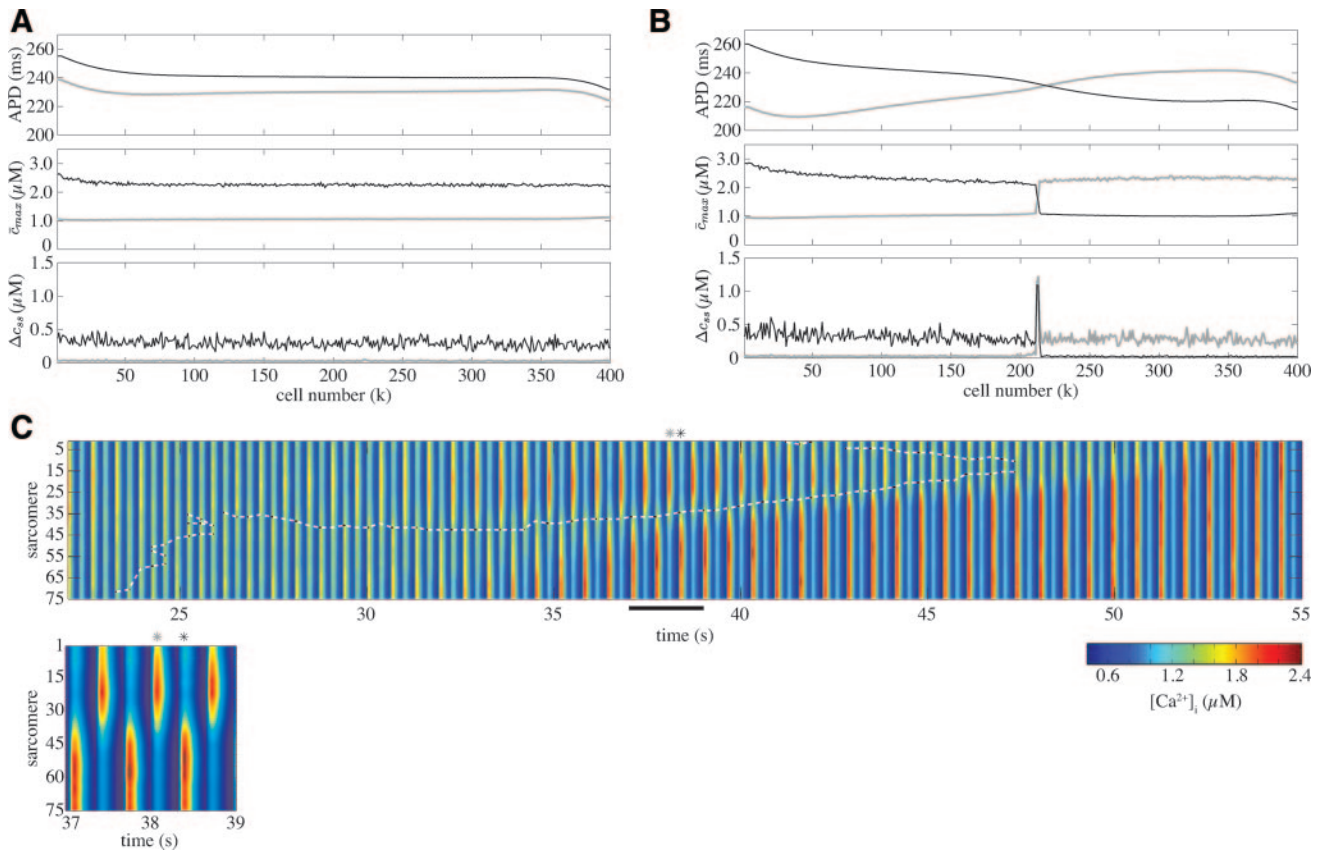 A
APD (ms)
260
240
220
200
c̄max (μM)
3.0
2.0
1.0
0
Δcss (μM)
1.5
1.0
0.5
0
50 100 150 200 250 300 350 400
cell number (k)
B
APD (ms)
260
240
220
200
c̄max (μM)
3.0
2.0
1.0
0
Δcss (μM)
1.5
1.0
0.5
0
50 100 150 200 250 300 350 400
cell number (k)
C
**
sarcomere
5
15
25
35
45
55
65
75
25 30 35 40 45 50 55
time (s)
* *
sarcomere
1
15
30
45
60
75
37 38 39
time (s)
0.6 1.2 1.8 2.4
[Ca2+]i (μM)